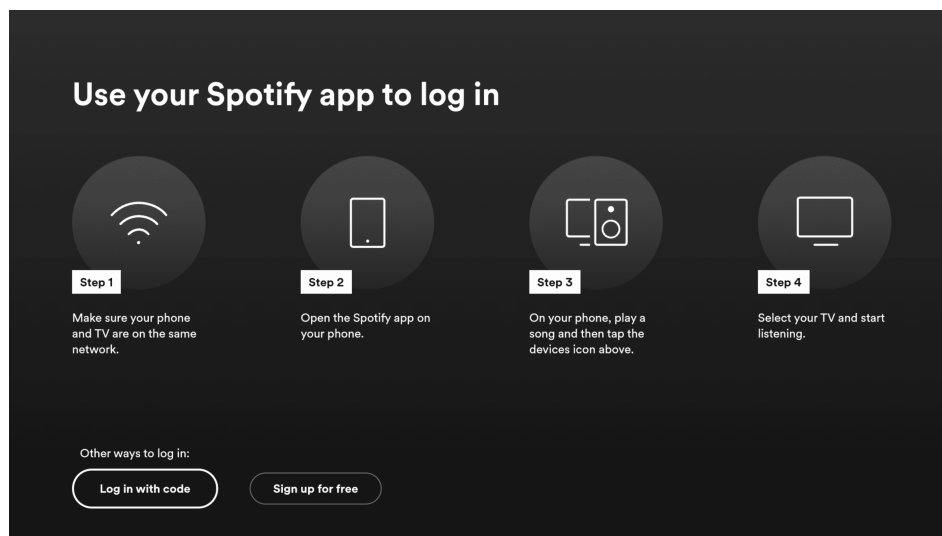 Use your Spotify app to log in
Step 1
Make sure your phone
and TV are on the same
network.
Step 2
Open the Spotify app on
your phone.
Step 3
On your phone, play a
song and then tap the
devices icon above.
Step 4
Select your TV and start
listening.
Other ways to log in:
Log in with code
Sign up for free